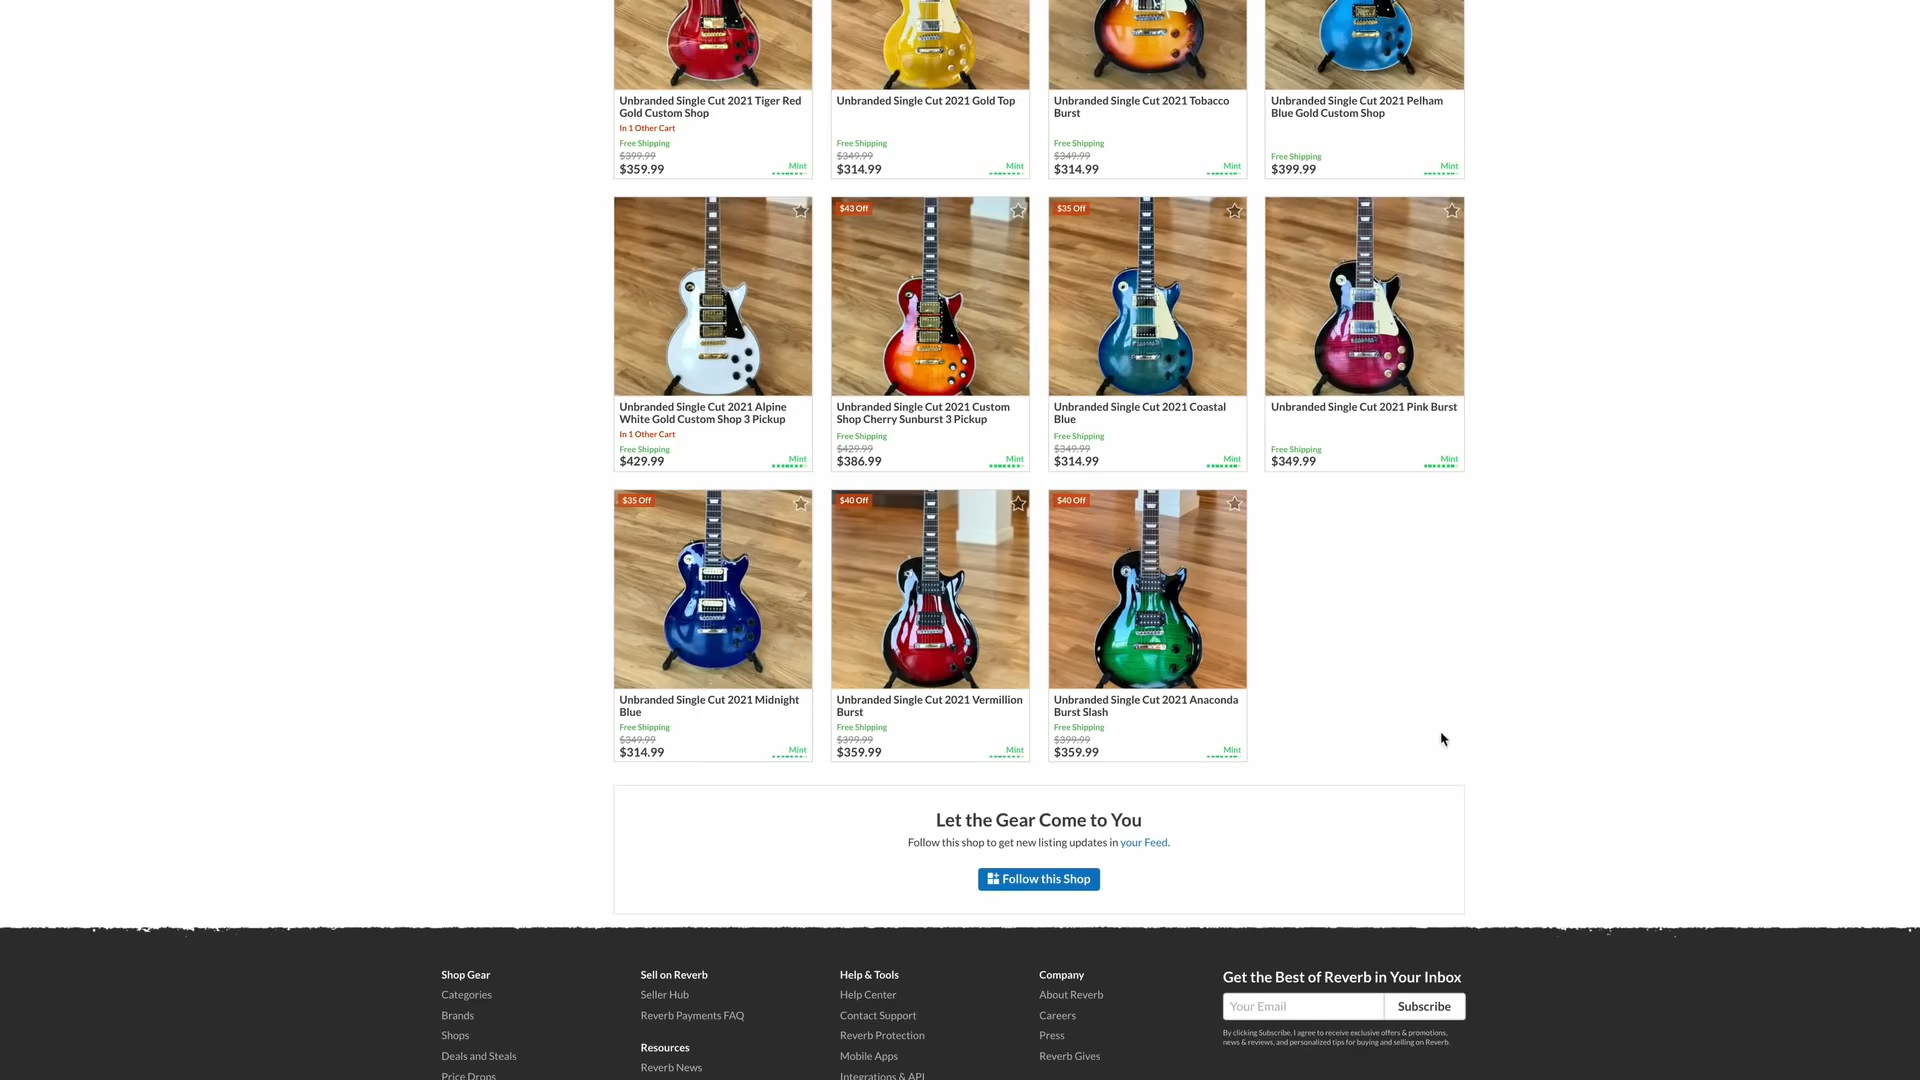 Unbranded Single Cut 2021 Tiger Red
Gold Custom Shop
In 1 Other Cart
Free Shipping
$399.99
$359.99
Mint
Unbranded Single Cut 2021 Gold Top
Free Shipping
$349.99
$314.99
Mint
Unbranded Single Cut 2021 Tobacco
Burst
Free Shipping
$349.99
$314.99
Mint
Unbranded Single Cut 2021 Pelham
Blue Gold Custom Shop
Free Shipping
$399.99
Mint
Unbranded Single Cut 2021 Alpine
White Gold Custom Shop 3 Pickup
In 1 Other Cart
Free Shipping
$429.99
Mint
$43 Off
Unbranded Single Cut 2021 Custom
Shop Cherry Sunburst 3 Pickup
Free Shipping
$429.99
$386.99
Mint
$35 Off
Unbranded Single Cut 2021 Coastal
Blue
Free Shipping
$349.99
$314.99
Mint
Unbranded Single Cut 2021 Pink Burst
Free Shipping
$349.99
Mint
$35 Off
Unbranded Single Cut 2021 Midnight
Blue
Free Shipping
$349.99
$314.99
Mint
$40 Off
Unbranded Single Cut 2021 Vermillion
Burst
Free Shipping
$399.99
$359.99
Mint
$40 Off
Unbranded Single Cut 2021 Anaconda
Burst Slash
Free Shipping
$399.99
$359.99
Mint
Let the Gear Come to You
Follow this shop to get new listing updates in your Feed.
Follow this Shop
Shop Gear
Categories
Brands
Shops
Deals and Steals
Price Drops
Sell on Reverb
Seller Hub
Reverb Payments FAQ
Resources
Reverb News
Help & Tools
Help Center
Contact Support
Reverb Protection
Mobile Apps
Integrations & API
Company
About Reverb
Careers
Press
Reverb Gives
Get the Best of Reverb in Your Inbox
Your Email
Subscribe
By clicking Subscribe, I agree to receive exclusive offers & promotions,
news & reviews, and personalized tips for buying and selling on Reverb.